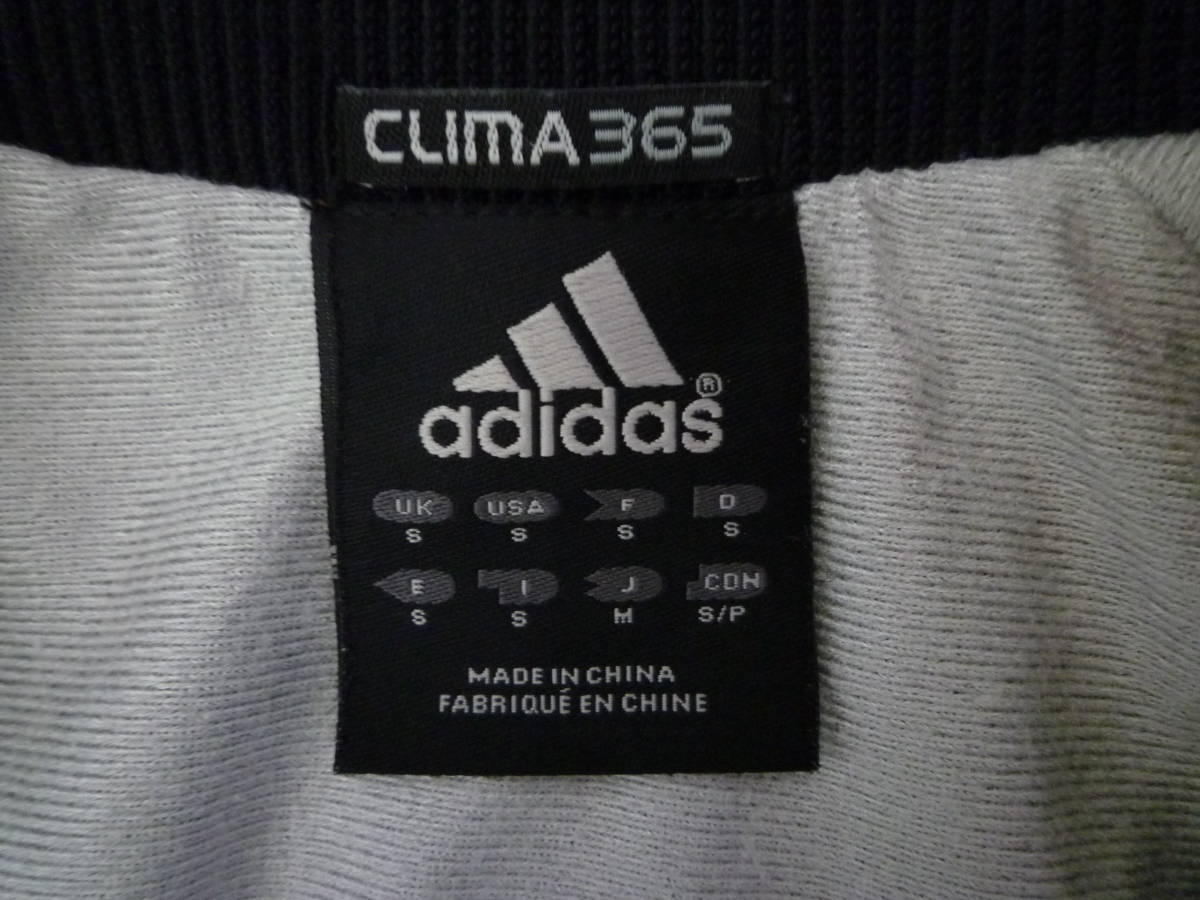 CLIMA365
adidas®
UK USA F D
S S S S
E I J CDN
S S M S/P
MADE IN CHINA
FABRIQUÉ EN CHINE